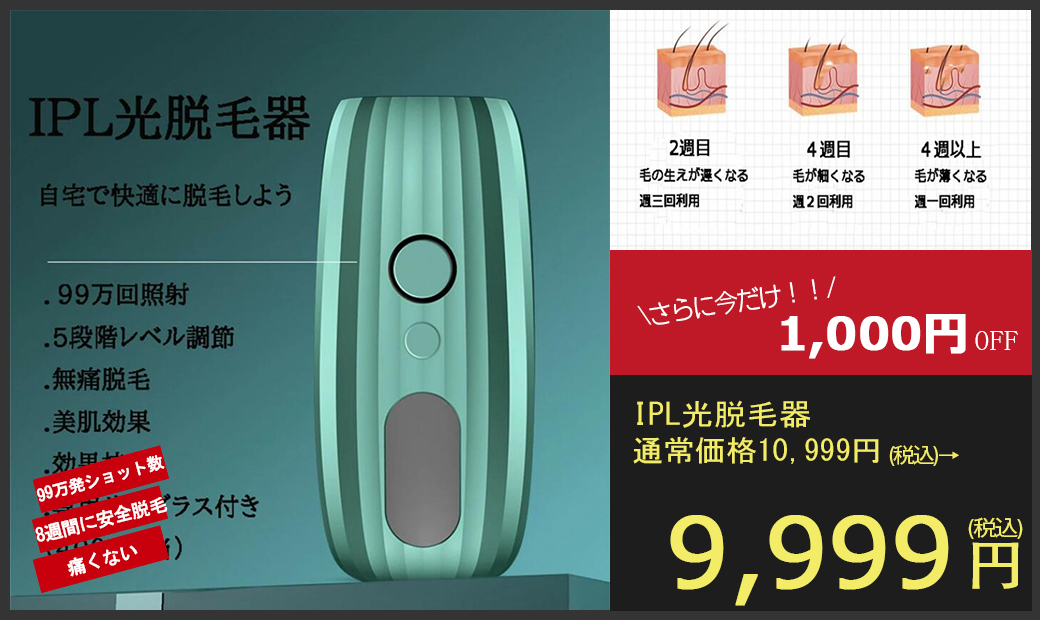 IPL光脱毛器
自宅で快適に脱毛しよう
.99万回照射
.5段階レベル調節
.無痛脱毛
.美肌効果
.効果
ラス付き
99万発ショット数
8週間に安全脱毛
痛くない
2週目
毛の生えが遅くなる
週三回利用
4週目
毛が細くなる
週2回利用
4週以上
毛が薄くなる
週一回利用
\さらに今だけ！！/
1,000円OFF
IPL光脱毛器
通常価格10,999円(税込)→
9,999円(税込)